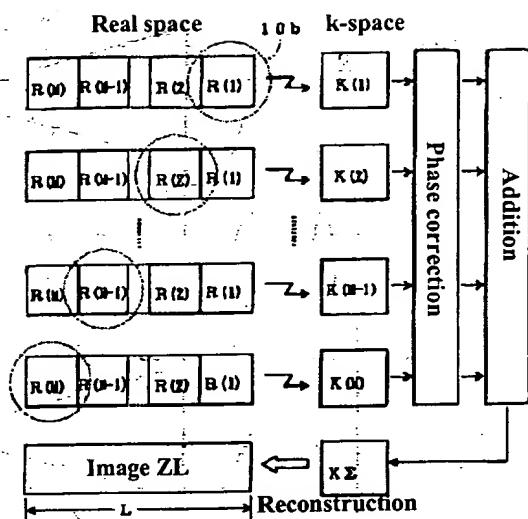 Real space
10b
k-space
R(N) R(N-1) R(2) R(1)
K(1)
R(N) R(N-1) R(2) R(1)
K(2)
R(N) R(N-1) R(2) R(1)
K(N-1)
R(N) R(N-1) R(2) R(1)
K(N)
Phase correction
Addition
Image ZL
KΣ
L
Reconstruction